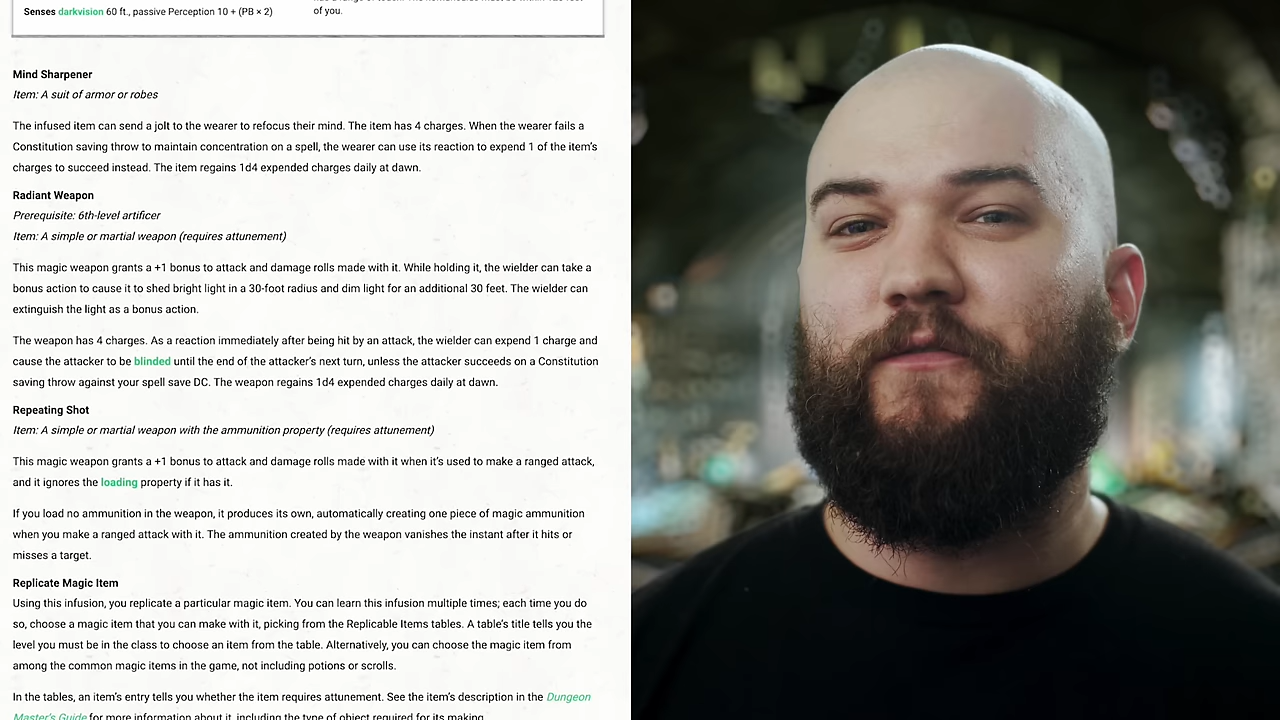 Senses darkvision 60 ft., passive Perception 10 + (PB × 2)
of you.
Mind Sharpener
Item: A suit of armor or robes
The infused item can send a jolt to the wearer to refocus their mind. The item has 4 charges. When the wearer fails a
Constitution saving throw to maintain concentration on a spell, the wearer can use its reaction to expend 1 of the item's
charges to succeed instead. The item regains 1d4 expended charges daily at dawn.
Radiant Weapon
Prerequisite: 6th-level artificer
Item: A simple or martial weapon (requires attunement)
This magic weapon grants a +1 bonus to attack and damage rolls made with it. While holding it, the wielder can take a
bonus action to cause it to shed bright light in a 30-foot radius and dim light for an additional 30 feet. The wielder can
extinguish the light as a bonus action.
The weapon has 4 charges. As a reaction immediately after being hit by an attack, the wielder can expend 1 charge and
cause the attacker to be blinded until the end of the attacker's next turn, unless the attacker succeeds on a Constitution
saving throw against your spell save DC. The weapon regains 1d4 expended charges daily at dawn.
Repeating Shot
Item: A simple or martial weapon with the ammunition property (requires attunement)
This magic weapon grants a +1 bonus to attack and damage rolls made with it when it's used to make a ranged attack,
and it ignores the loading property if it has it.
If you load no ammunition in the weapon, it produces its own, automatically creating one piece of magic ammunition
when you make a ranged attack with it. The ammunition created by the weapon vanishes the instant after it hits or
misses a target.
Replicate Magic Item
Using this infusion, you replicate a particular magic item. You can learn this infusion multiple times; each time you do
so, choose a magic item that you can make with it, picking from the Replicable Items tables. A table's title tells you the
level you must be in the class to choose an item from the table. Alternatively, you can choose the magic item from
among the common magic items in the game, not including potions or scrolls.
In the tables, an item's entry tells you whether the item requires attunement. See the item's description in the Dungeon
Master's Guide for more information about it, including the type of object required for its making.